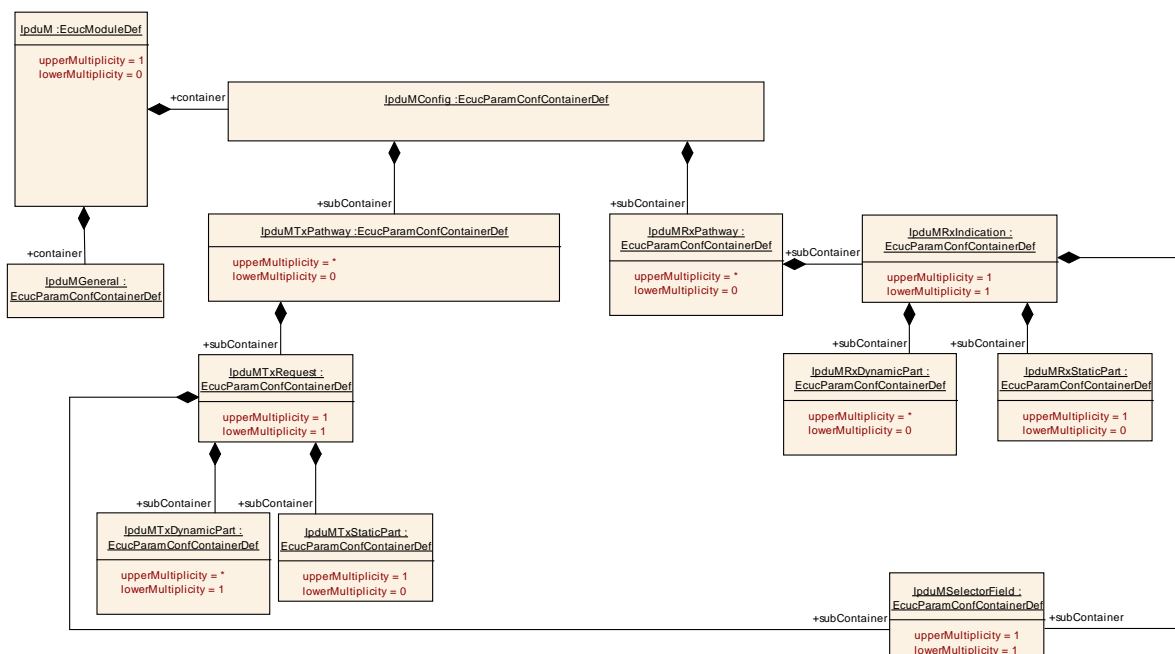 IpduM :EcucModuleDef
upperMultiplicity = 1
lowerMultiplicity = 0
+container
IpduMConfig :EcucParamConfContainerDef
+subContainer
+subContainer
+container
IpduMGeneral :
EcucParamConfContainerDef
IpduMTxPathway :EcucParamConfContainerDef
upperMultiplicity = *
lowerMultiplicity = 0
IpduMRxPathway :
EcucParamConfContainerDef
upperMultiplicity = *
lowerMultiplicity = 0
+subContainer
IpduMRxIndication :
EcucParamConfContainerDef
upperMultiplicity = 1
lowerMultiplicity = 1
+subContainer
+subContainer
+subContainer
IpduMTxRequest :
EcucParamConfContainerDef
upperMultiplicity = 1
lowerMultiplicity = 1
IpduMRxDynamicPart :
EcucParamConfContainerDef
upperMultiplicity = *
lowerMultiplicity = 0
IpduMRxStaticPart :
EcucParamConfContainerDef
upperMultiplicity = 1
lowerMultiplicity = 0
+subContainer
+subContainer
IpduMTxDynamicPart :
EcucParamConfContainerDef
upperMultiplicity = *
lowerMultiplicity = 1
IpduMTxStaticPart :
EcucParamConfContainerDef
upperMultiplicity = 1
lowerMultiplicity = 0
+subContainer
IpduMSelectorField :
EcucParamConfContainerDef
upperMultiplicity = 1
lowerMultiplicity = 1
+subContainer